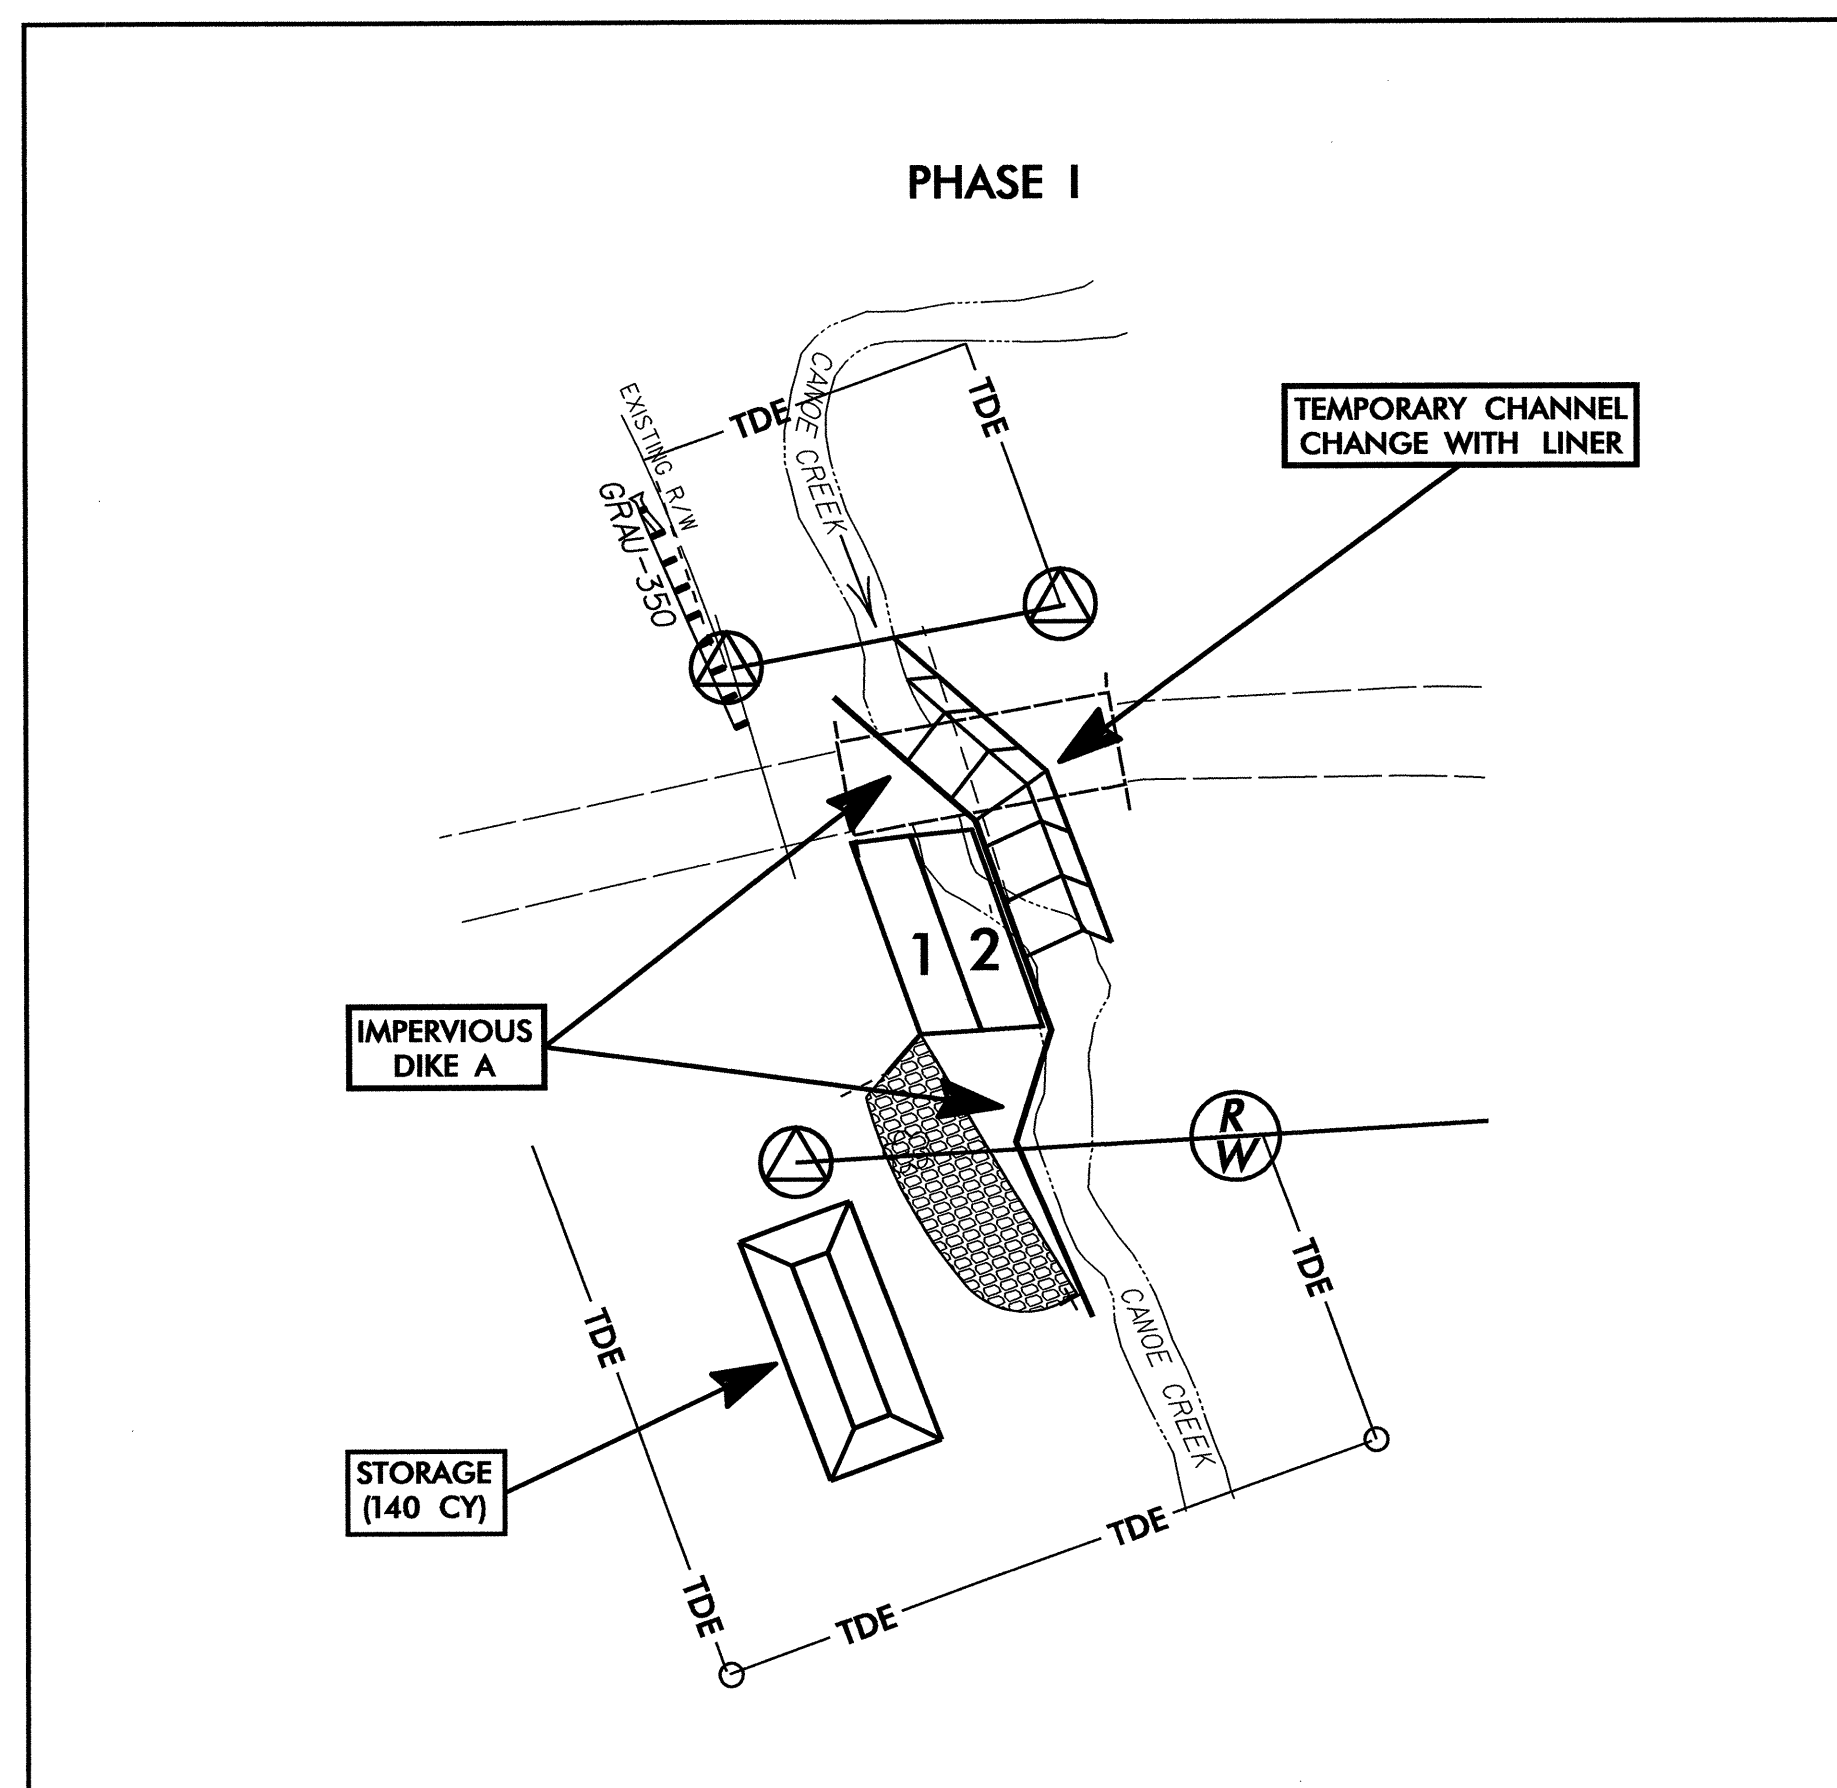 PHASE I
CANOE CREEK
TDE
TDE
EXISTING R/W
GRAU-350
TEMPORARY CHANNEL
CHANGE WITH LINER
1
2
IMPERVIOUS
DIKE A
R
W
TDE
TDE
CANOE CREEK
STORAGE
(140 CY)
TDE
TDE
TDE